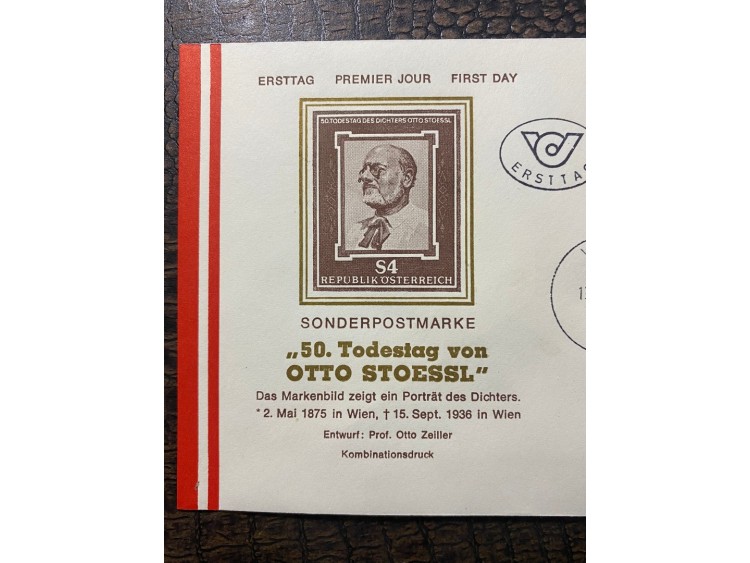 ERSTTAG PREMIER JOUR FIRST DAY
50.TODESTAG DES DICHTERS OTTO STOESSL
S4
REPUBLIK ÖSTERREICH
ERSTTAG
SONDERPOSTMARKE
„50. Todestag von
OTTO STOESSL"
Das Markenbild zeigt ein Porträt des Dichters.
* 2. Mai 1875 in Wien, † 15. Sept. 1936 in Wien
Entwurf: Prof. Otto Zeiller
Kombinationsdruck